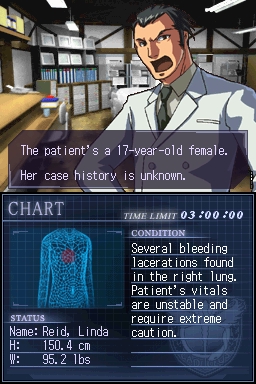 The patient's a 17-year-old female.
Her case history is unknown.
CHART
TIME LIMIT 03:00:00
CONDITION
Several bleeding
lacerations found
in the right lung.
Patient's vitals
are unstable and
require extreme
caution.
STATUS
Name: Reid, Linda
H: 150.4 cm
W: 95.2 lbs